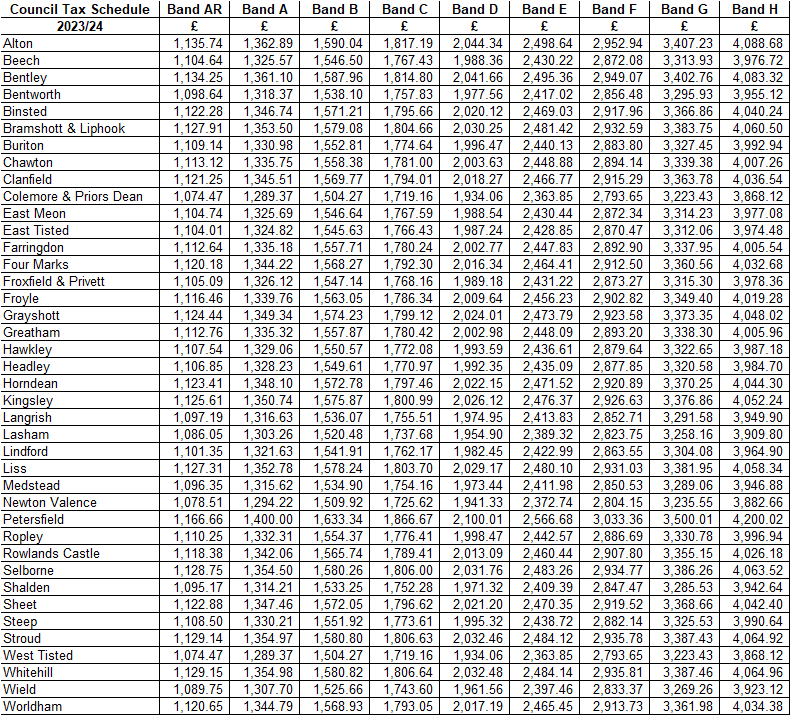 Council Tax Schedule Band AR Band A Band B Band C Band D Band E Band F Band G Band H
2023/24 £ £ £ £ £ £ £ £ £
Alton 1,135.74 1,362.89 1,590.04 1,817.19 2,044.34 2,498.64 2,952.94 3,407.23 4,088.68
Beech 1,104.64 1,325.57 1,546.50 1,767.43 1,988.36 2,430.22 2,872.08 3,313.93 3,976.72
Bentley 1,134.25 1,361.10 1,587.96 1,814.80 2,041.66 2,495.36 2,949.07 3,402.76 4,083.32
Bentworth 1,098.64 1,318.37 1,538.10 1,757.83 1,977.56 2,417.02 2,856.48 3,295.93 3,955.12
Binsted 1,122.28 1,346.74 1,571.21 1,795.66 2,020.12 2,469.03 2,917.96 3,366.86 4,040.24
Bramshott & Liphook 1,127.91 1,353.50 1,579.08 1,804.66 2,030.25 2,481.42 2,932.59 3,383.75 4,060.50
Buriton 1,109.14 1,330.98 1,552.81 1,774.64 1,996.47 2,440.13 2,883.80 3,327.45 3,992.94
Chawton 1,113.12 1,335.75 1,558.38 1,781.00 2,003.63 2,448.88 2,894.14 3,339.38 4,007.26
Clanfield 1,121.25 1,345.51 1,569.77 1,794.01 2,018.27 2,466.77 2,915.29 3,363.78 4,036.54
Colemore & Priors Dean 1,074.47 1,289.37 1,504.27 1,719.16 1,934.06 2,363.85 2,793.65 3,223.43 3,868.12
East Meon 1,104.74 1,325.69 1,546.64 1,767.59 1,988.54 2,430.44 2,872.34 3,314.23 3,977.08
East Tisted 1,104.01 1,324.82 1,545.63 1,766.43 1,987.24 2,428.85 2,870.47 3,312.06 3,974.48
Farringdon 1,112.64 1,335.18 1,557.71 1,780.24 2,002.77 2,447.83 2,892.90 3,337.95 4,005.54
Four Marks 1,120.18 1,344.22 1,568.27 1,792.30 2,016.34 2,464.41 2,912.50 3,360.56 4,032.68
Froxfield & Privett 1,105.09 1,326.12 1,547.14 1,768.16 1,989.18 2,431.22 2,873.27 3,315.30 3,978.36
Froyle 1,116.46 1,339.76 1,563.05 1,786.34 2,009.64 2,456.23 2,902.82 3,349.40 4,019.28
Grayshott 1,124.44 1,349.34 1,574.23 1,799.12 2,024.01 2,473.79 2,923.58 3,373.35 4,048.02
Greatham 1,112.76 1,335.32 1,557.87 1,780.42 2,002.98 2,448.09 2,893.20 3,338.30 4,005.96
Hawkley 1,107.54 1,329.06 1,550.57 1,772.08 1,993.59 2,436.61 2,879.64 3,322.65 3,987.18
Headley 1,106.85 1,328.23 1,549.61 1,770.97 1,992.35 2,435.09 2,877.85 3,320.58 3,984.70
Horndean 1,123.41 1,348.10 1,572.78 1,797.46 2,022.15 2,471.52 2,920.89 3,370.25 4,044.30
Kingsley 1,125.61 1,350.74 1,575.87 1,800.99 2,026.12 2,476.37 2,926.63 3,376.86 4,052.24
Langrish 1,097.19 1,316.63 1,536.07 1,755.51 1,974.95 2,413.83 2,852.71 3,291.58 3,949.90
Lasham 1,086.05 1,303.26 1,520.48 1,737.68 1,954.90 2,389.32 2,823.75 3,258.16 3,909.80
Lindford 1,101.35 1,321.63 1,541.91 1,762.17 1,982.45 2,422.99 2,863.55 3,304.08 3,964.90
Liss 1,127.31 1,352.78 1,578.24 1,803.70 2,029.17 2,480.10 2,931.03 3,381.95 4,058.34
Medstead 1,096.35 1,315.62 1,534.90 1,754.16 1,973.44 2,411.98 2,850.53 3,289.06 3,946.88
Newton Valence 1,078.51 1,294.22 1,509.92 1,725.62 1,941.33 2,372.74 2,804.15 3,235.55 3,882.66
Petersfield 1,166.66 1,400.00 1,633.34 1,866.67 2,100.01 2,566.68 3,033.36 3,500.01 4,200.02
Ropley 1,110.25 1,332.31 1,554.37 1,776.41 1,998.47 2,442.57 2,886.69 3,330.78 3,996.94
Rowlands Castle 1,118.38 1,342.06 1,565.74 1,789.41 2,013.09 2,460.44 2,907.80 3,355.15 4,026.18
Selborne 1,128.75 1,354.50 1,580.26 1,806.00 2,031.76 2,483.26 2,934.77 3,386.26 4,063.52
Shalden 1,095.17 1,314.21 1,533.25 1,752.28 1,971.32 2,409.39 2,847.47 3,285.53 3,942.64
Sheet 1,122.88 1,347.46 1,572.05 1,796.62 2,021.20 2,470.35 2,919.52 3,368.66 4,042.40
Steep 1,108.50 1,330.21 1,551.92 1,773.61 1,995.32 2,438.72 2,882.14 3,325.53 3,990.64
Stroud 1,129.14 1,354.97 1,580.80 1,806.63 2,032.46 2,484.12 2,935.78 3,387.43 4,064.92
West Tisted 1,074.47 1,289.37 1,504.27 1,719.16 1,934.06 2,363.85 2,793.65 3,223.43 3,868.12
Whitehill 1,129.15 1,354.98 1,580.82 1,806.64 2,032.48 2,484.14 2,935.81 3,387.46 4,064.96
Wield 1,089.75 1,307.70 1,525.66 1,743.60 1,961.56 2,397.46 2,833.37 3,269.26 3,923.12
Worldham 1,120.65 1,344.79 1,568.93 1,793.05 2,017.19 2,465.45 2,913.73 3,361.98 4,034.38